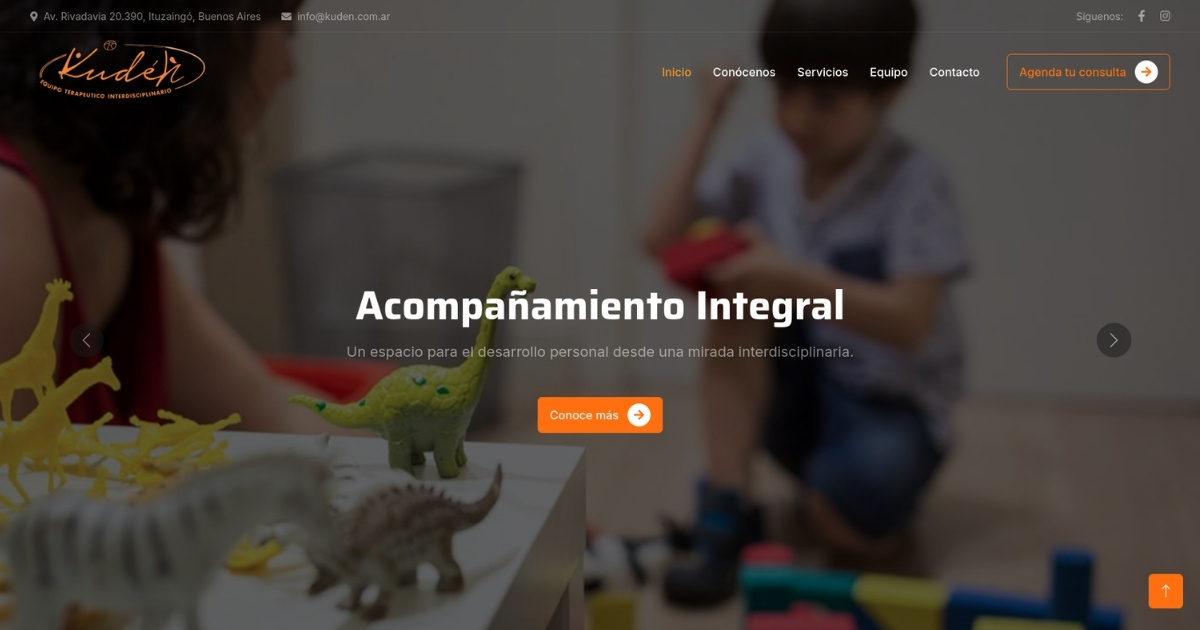 Av. Rivadavia 20.390, Ituzaingó, Buenos Aires
info@kuden.com.ar
Síguenos:
Kudén
EQUIPO TERAPEUTICO INTERDISCIPLINARIO
Inicio
Conócenos
Servicios
Equipo
Contacto
Agenda tu consulta
Acompañamiento Integral
Un espacio para el desarrollo personal desde una mirada interdisciplinaria.
Conoce más